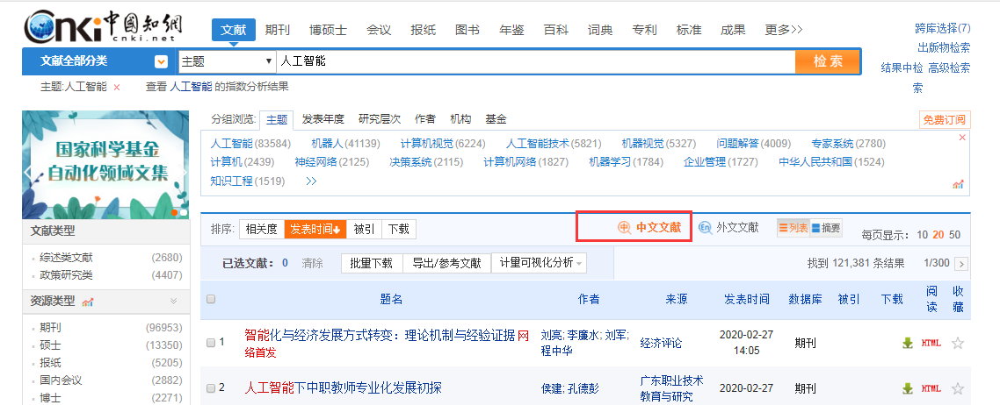 Cnki 中國知網
cnki.net
文献 期刊 博硕士 会议 报纸 图书 年鉴 百科 词典 专利 标准 成果 更多>>
跨库选择(7)
出版物检索
结果中检索 高级检索
文献全部分类 主题 人工智能 检 索
主题:人工智能 × 查看 人工智能 的指数分析结果
国家科学基金
自动化领域文集
分组浏览: 主题 发表年度 研究层次 作者 机构 基金 免费订阅
人工智能(83584) 机器人(41139) 计算机视觉(6224) 人工智能技术(5821) 机器视觉(5327) 问题解答(4009) 专家系统(2780)
计算机(2439) 神经网络(2125) 决策系统(2115) 计算机网络(1827) 机器学习(1784) 企业管理(1727) 中华人民共和国(1524)
知识工程(1519) >>
文献类型
综述类文献 (2680)
政策研究类 (4407)
资源类型
期刊 (96953)
硕士 (13350)
报纸 (5205)
国内会议 (2882)
博士 (2271)
排序: 相关度 发表时间↓ 被引 下载 中 中文文献 En 外文文献 列表 摘要 每页显示: 10 20 50
已选文献: 0 清除 批量下载 导出/参考文献 计量可视化分析 找到 121,381 条结果 1/300 >
题名 作者 来源 发表时间 数据库 被引 下载 阅读 收藏
1 智能化与经济发展方式转变：理论机制与经验证据 网络首发 刘亮; 李廉水; 刘军; 程中华 经济评论 2020-02-27 14:05 期刊 HTML
2 人工智能下中职教师专业化发展初探 侯建; 孔德彭 广东职业技术教育与研究 2020-02-27 期刊 HTML